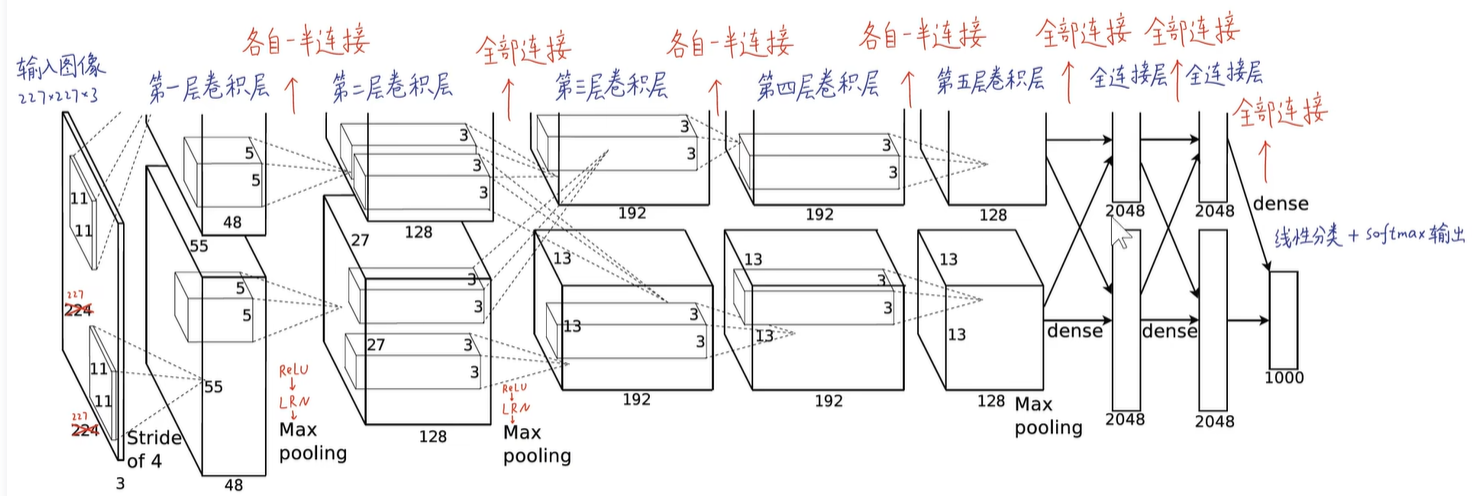 各自一半连接
全部连接
各自一半连接
各自一半连接
全部连接
全部连接
输入图像
227×227×3
第一层卷积层
第二层卷积层
第三层卷积层
第四层卷积层
第五层卷积层
全连接层
全连接层
全部连接
11
11
5
5
48
3
3
3
128
3
3
192
3
3
192
128
2048
2048
dense
线性分类 + softmax 输出
227
224
11
11
227
224
Stride
of 4
3
55
5
5
55
48
ReLU
↓
LRN
↓
Max
pooling
27
3
3
27
3
3
128
ReLU
↓
LRN
↓
Max
pooling
13
3
13
3
192
13
3
3
13
192
13
13
128
Max
pooling
dense
dense
2048
2048
1000